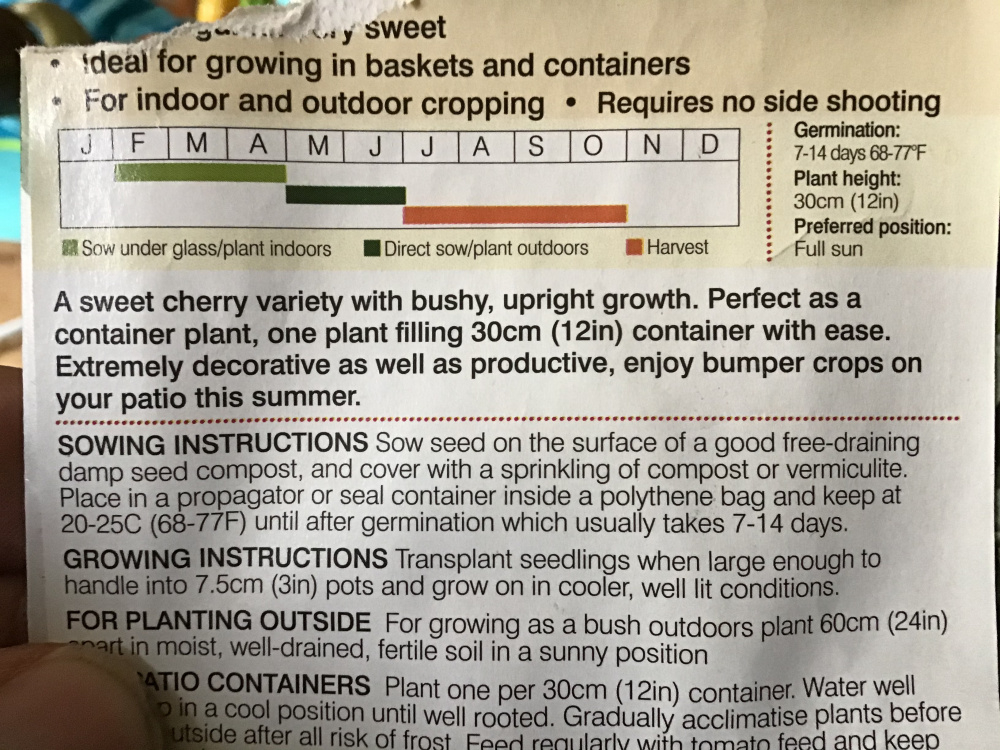 sweet
• Ideal for growing in baskets and containers
• For indoor and outdoor cropping • Requires no side shooting
J F M A M J J A S O N D
Sow under glass/plant indoors Direct sow/plant outdoors Harvest
Germination:
7-14 days 68-77°F
Plant height:
30cm (12in)
Preferred position:
Full sun
A sweet cherry variety with bushy, upright growth. Perfect as a
container plant, one plant filling 30cm (12in) container with ease.
Extremely decorative as well as productive, enjoy bumper crops on
your patio this summer.
SOWING INSTRUCTIONS Sow seed on the surface of a good free-draining
damp seed compost, and cover with a sprinkling of compost or vermiculite.
Place in a propagator or seal container inside a polythene bag and keep at
20-25C (68-77F) until after germination which usually takes 7-14 days.
GROWING INSTRUCTIONS Transplant seedlings when large enough to
handle into 7.5cm (3in) pots and grow on in cooler, well lit conditions.
FOR PLANTING OUTSIDE For growing as a bush outdoors plant 60cm (24in)
apart in moist, well-drained, fertile soil in a sunny position
CONTAINERS Plant one per 30cm (12in) container. Water well
in a cool position until well rooted. Gradually acclimatise plants before
after all risk of frost. Feed regularly with tomato feed and keep